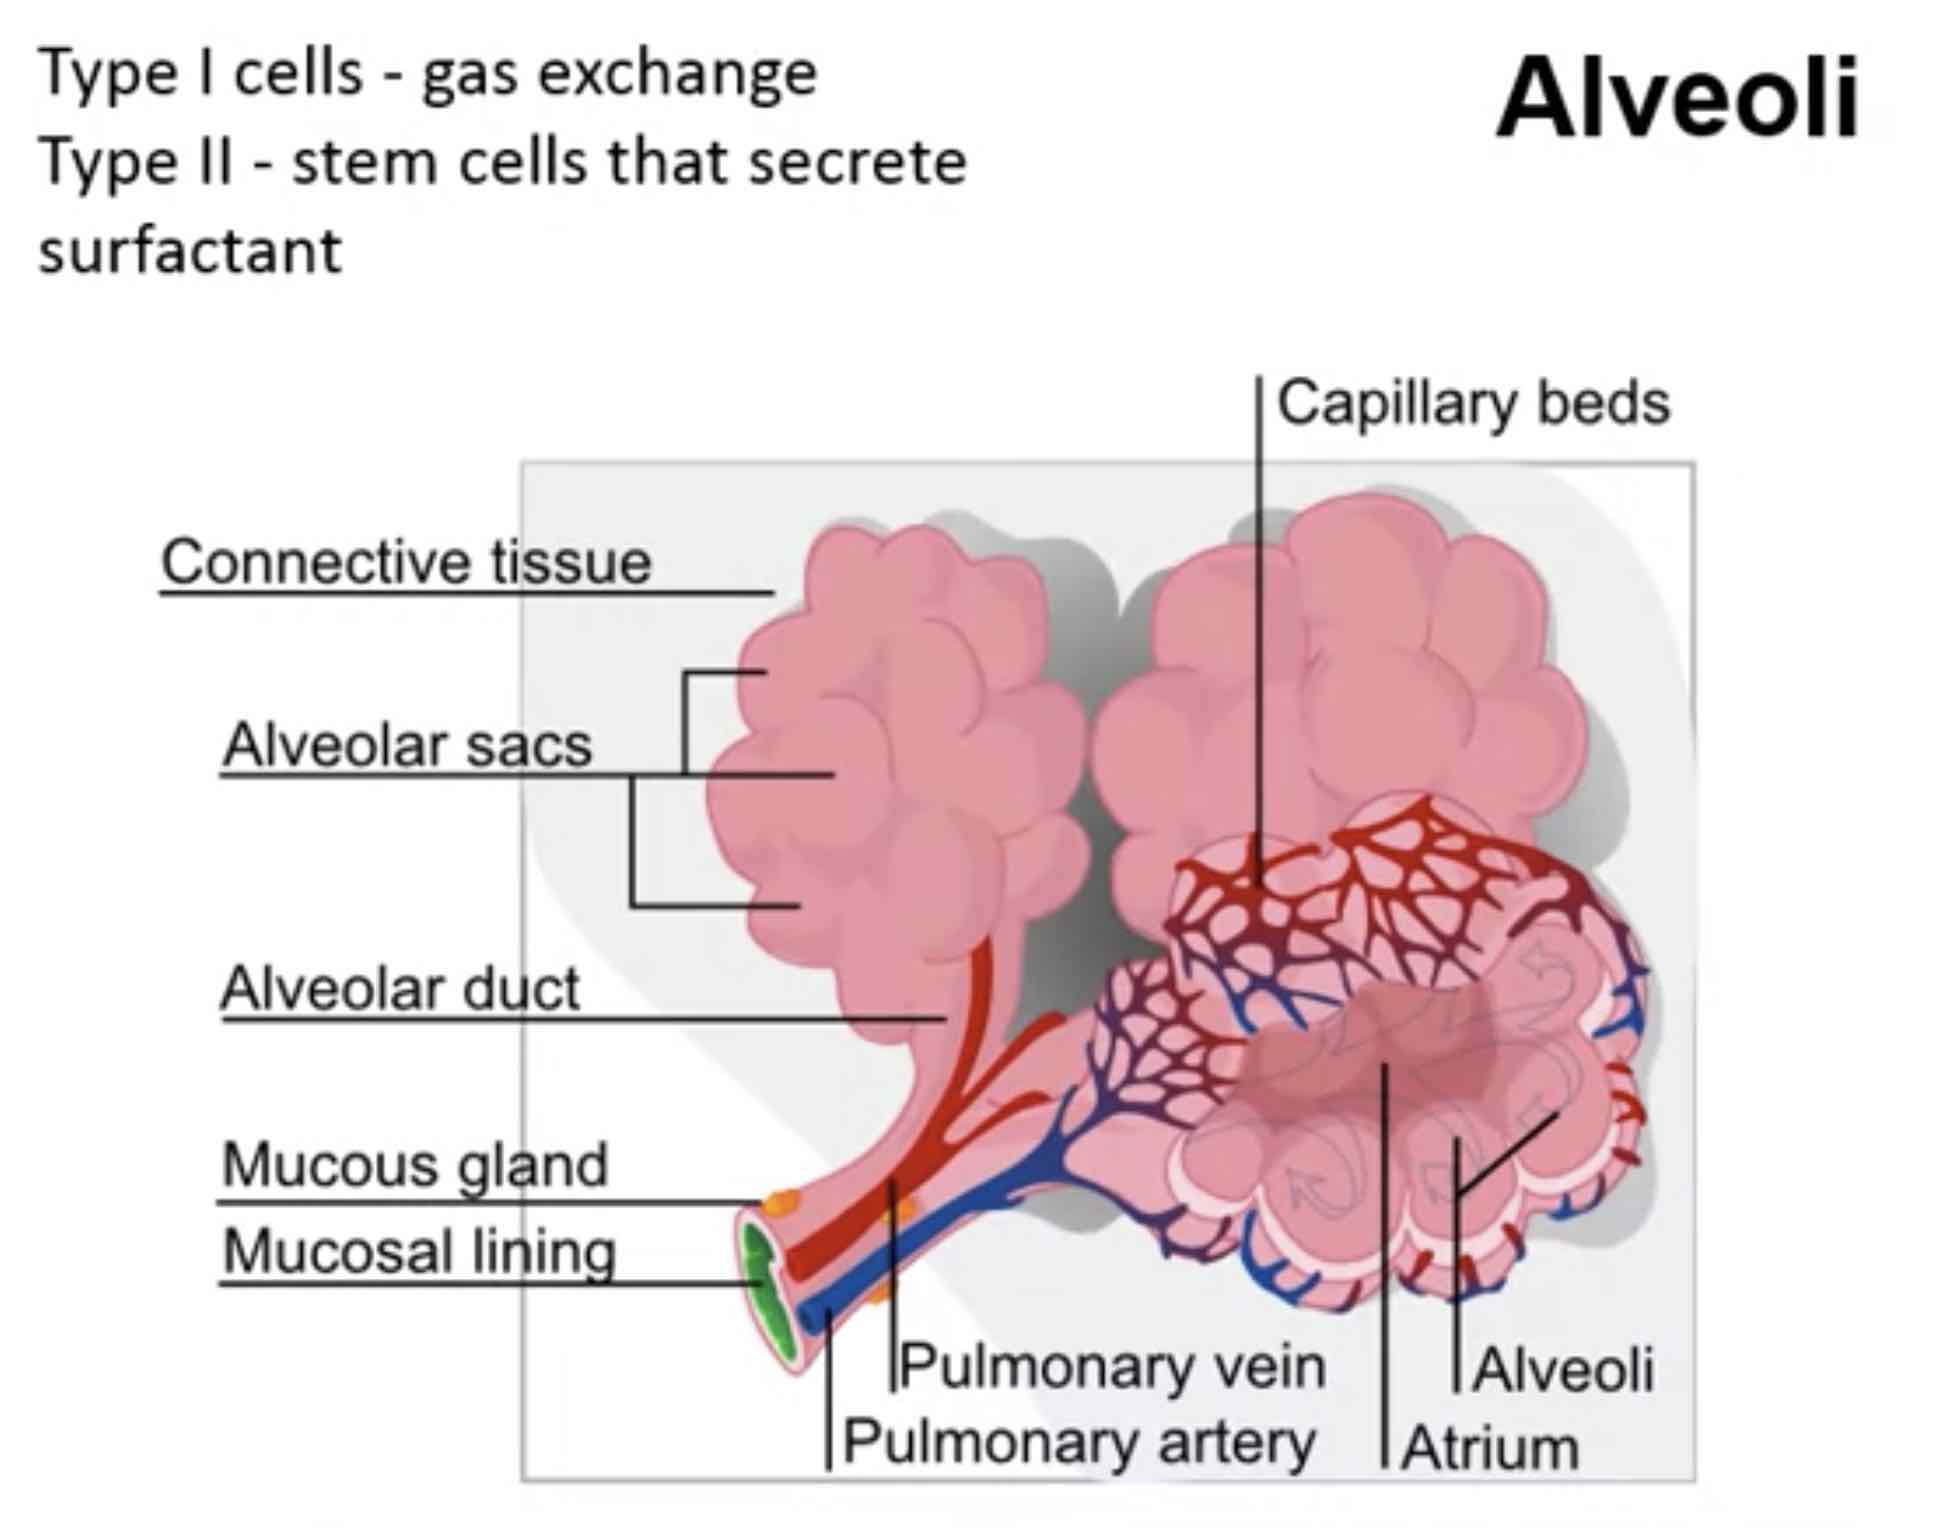 Type I cells - gas exchange
Type II - stem cells that secrete
surfactant
Alveoli
Capillary beds
Connective tissue
Alveolar sacs
Alveolar duct
Mucous gland
Mucosal lining
Pulmonary vein
Pulmonary artery
Alveoli
Atrium